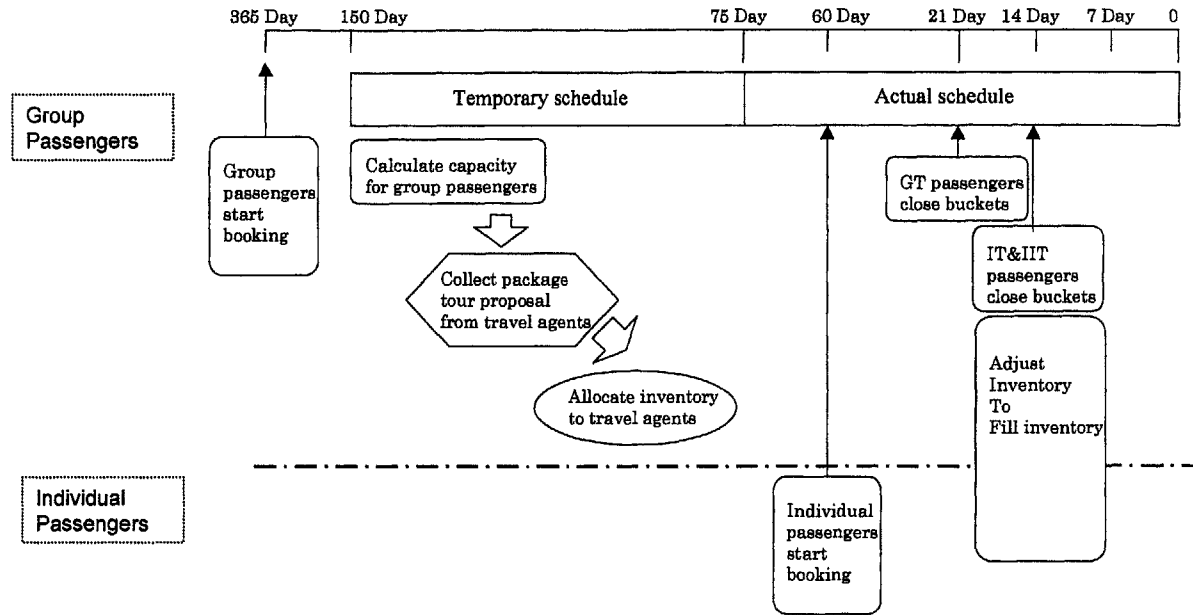 365 Day 150 Day 75 Day 60 Day 21 Day 14 Day 7 Day 0
Temporary schedule
Actual schedule
Group
Passengers
Group
passengers
start
booking
Calculate capacity
for group passengers
GT passengers
close buckets
Collect package
tour proposal
from travel agents
IT&IIT
passengers
close buckets
Allocate inventory
to travel agents
Adjust
Inventory
To
Fill inventory
Individual
Passengers
Individual
passengers
start
booking